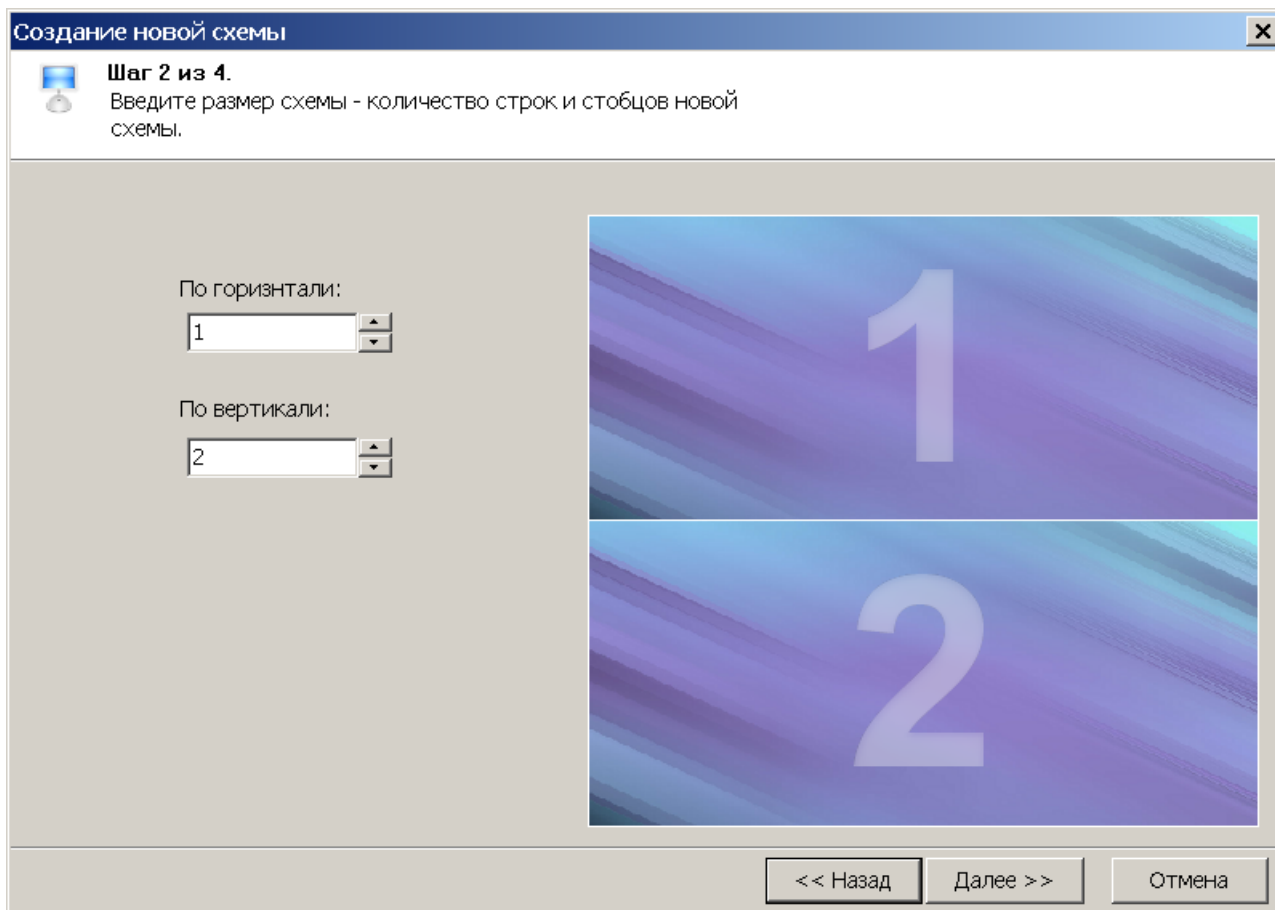 Создание новой схемы
Шаг 2 из 4.
Введите размер схемы - количество строк и стобцов новой
схемы.
По горизнтали:
1
По вертикали:
2
1
2
<< Назад
Далее >>
Отмена